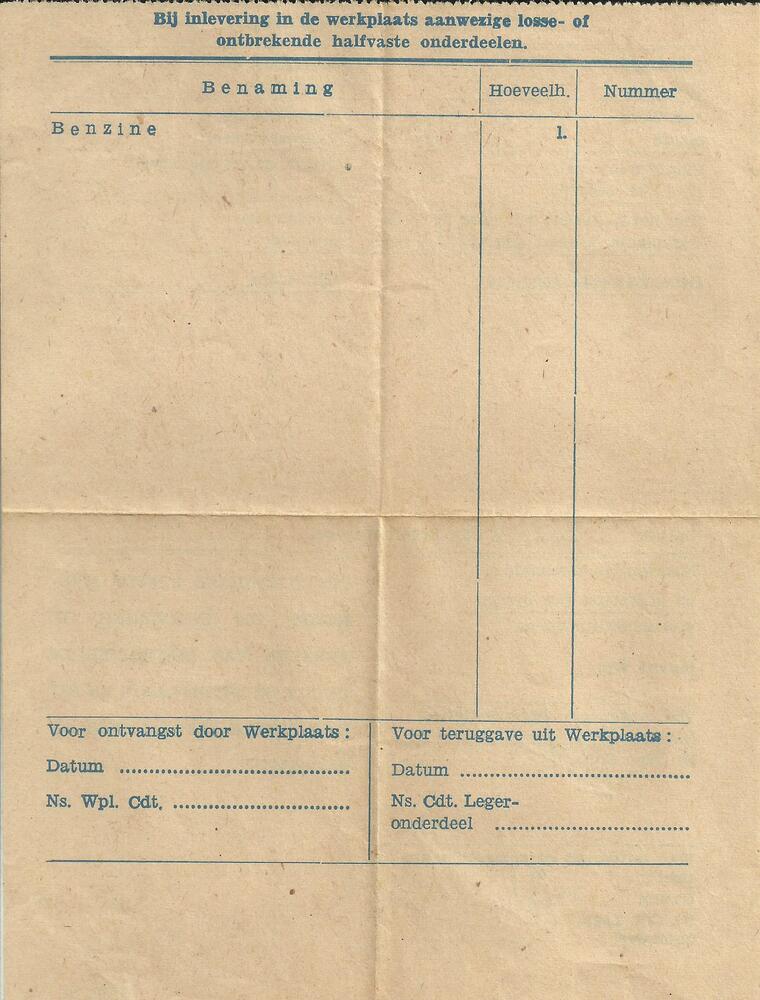 Bij inlevering in de werkplaats aanwezige losse- of
ontbrekende halfvaste onderdeelen.
Benaming Hoeveelh. Nummer
Benzine l.
Voor ontvangst door Werkplaats :
Datum ........................................
Ns. Wpl. Cdt. ................................
Voor teruggave uit Werkplaats :
Datum ........................................
Ns. Cdt. Leger-
onderdeel ..................................